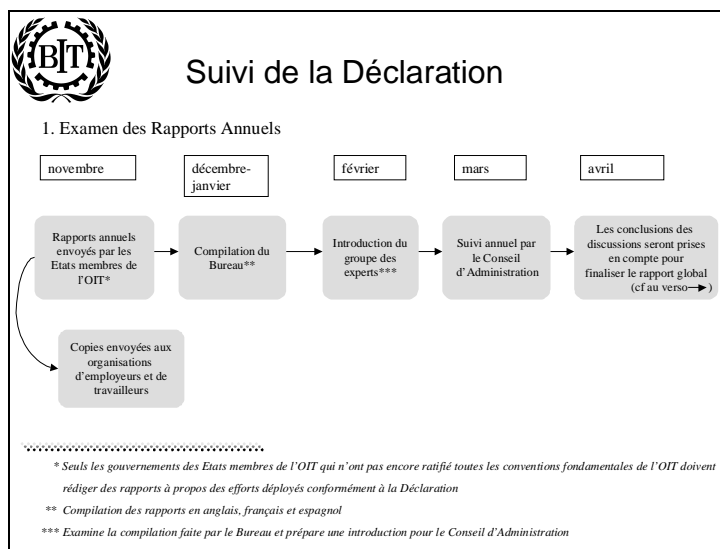 BIT
Suivi de la Déclaration
1. Examen des Rapports Annuels
novembre
décembre-
janvier
février
mars
avril
Rapports annuels
envoyés par les
Etats membres de
l'OIT*
Compilation du
Bureau**
Introduction du
groupe des
experts***
Suivi annuel par
le Conseil
d'Administration
Les conclusions des
discussions seront prises
en compte pour
finaliser le rapport global
(cf au verso→)
Copies envoyées aux
organisations
d'employeurs et de
travailleurs
* Seuls les gouvernements des Etats membres de l'OIT qui n'ont pas encore ratifié toutes les conventions fondamentales de l'OIT doivent
rédiger des rapports à propos des efforts déployés conformément à la Déclaration
** Compilation des rapports en anglais, français et espagnol
*** Examine la compilation faite par le Bureau et prépare une introduction pour le Conseil d'Administration